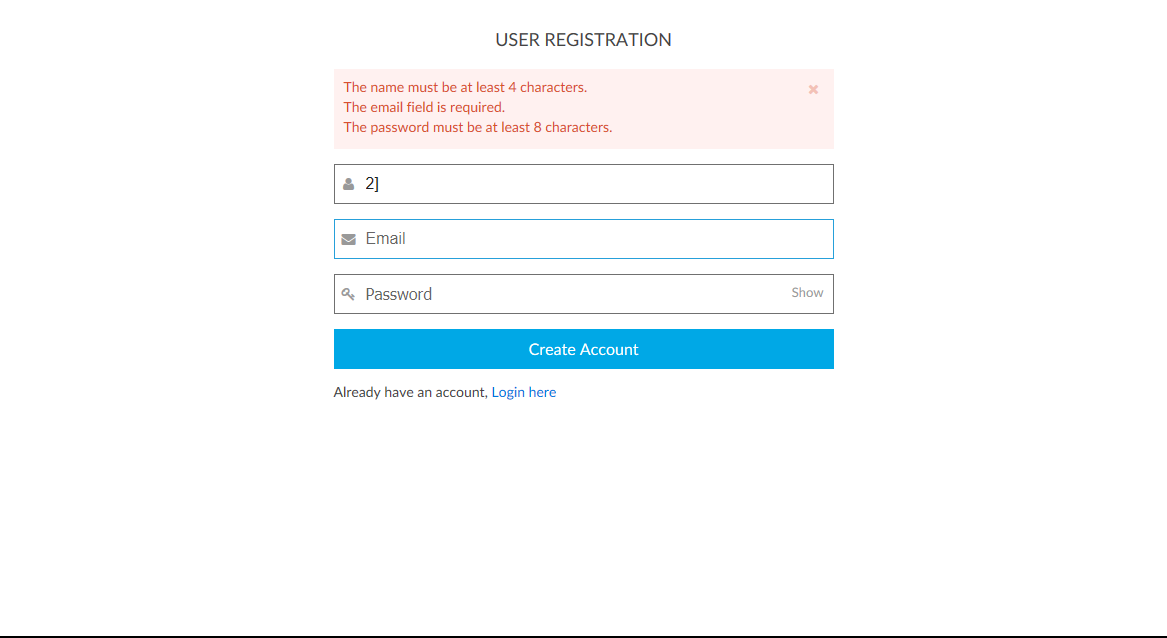 USER REGISTRATION
The name must be at least 4 characters.
The email field is required.
The password must be at least 8 characters.
2]
Email
Password Show
Create Account
Already have an account, Login here